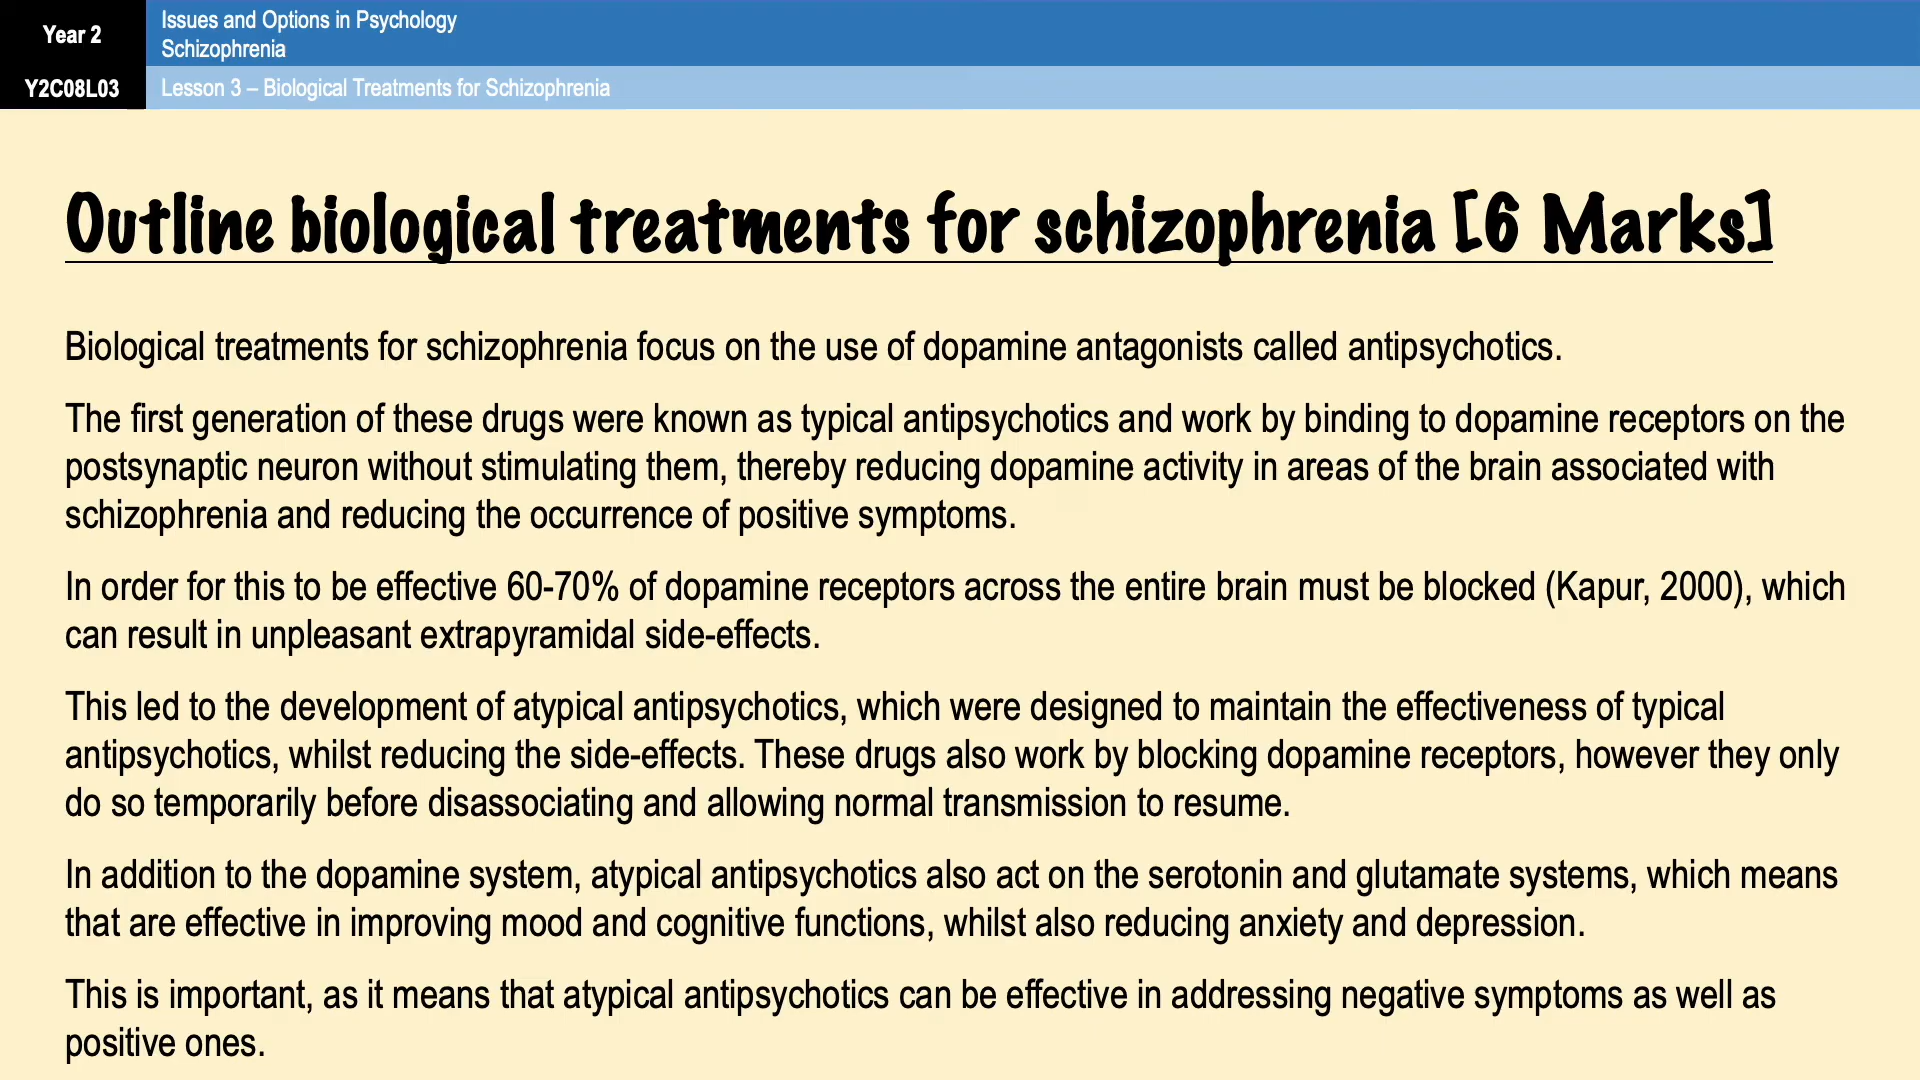 Year 2
Issues and Options in Psychology
Schizophrenia
Y2C08L03
Lesson 3 – Biological Treatments for Schizophrenia
Outline biological treatments for schizophrenia [6 Marks]
Biological treatments for schizophrenia focus on the use of dopamine antagonists called antipsychotics.
The first generation of these drugs were known as typical antipsychotics and work by binding to dopamine receptors on the
postsynaptic neuron without stimulating them, thereby reducing dopamine activity in areas of the brain associated with
schizophrenia and reducing the occurrence of positive symptoms.
In order for this to be effective 60-70% of dopamine receptors across the entire brain must be blocked (Kapur, 2000), which
can result in unpleasant extrapyramidal side-effects.
This led to the development of atypical antipsychotics, which were designed to maintain the effectiveness of typical
antipsychotics, whilst reducing the side-effects. These drugs also work by blocking dopamine receptors, however they only
do so temporarily before disassociating and allowing normal transmission to resume.
In addition to the dopamine system, atypical antipsychotics also act on the serotonin and glutamate systems, which means
that are effective in improving mood and cognitive functions, whilst also reducing anxiety and depression.
This is important, as it means that atypical antipsychotics can be effective in addressing negative symptoms as well as
positive ones.